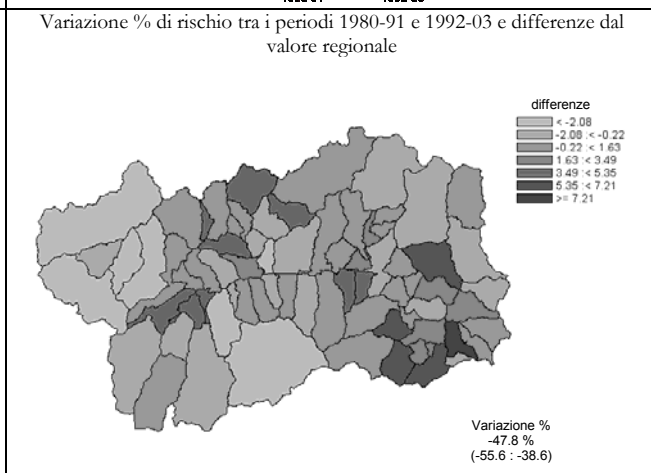 Variazione % di rischio tra i periodi 1980-91 e 1992-03 e differenze dal
valore regionale
differenze
< -2.08
-2.08 :< -0.22
-0.22 :< 1.63
1.63 :< 3.49
3.49 :< 5.35
5.35 :< 7.21
>= 7.21
Variazione %
-47.8 %
(-55.6 : -38.6)